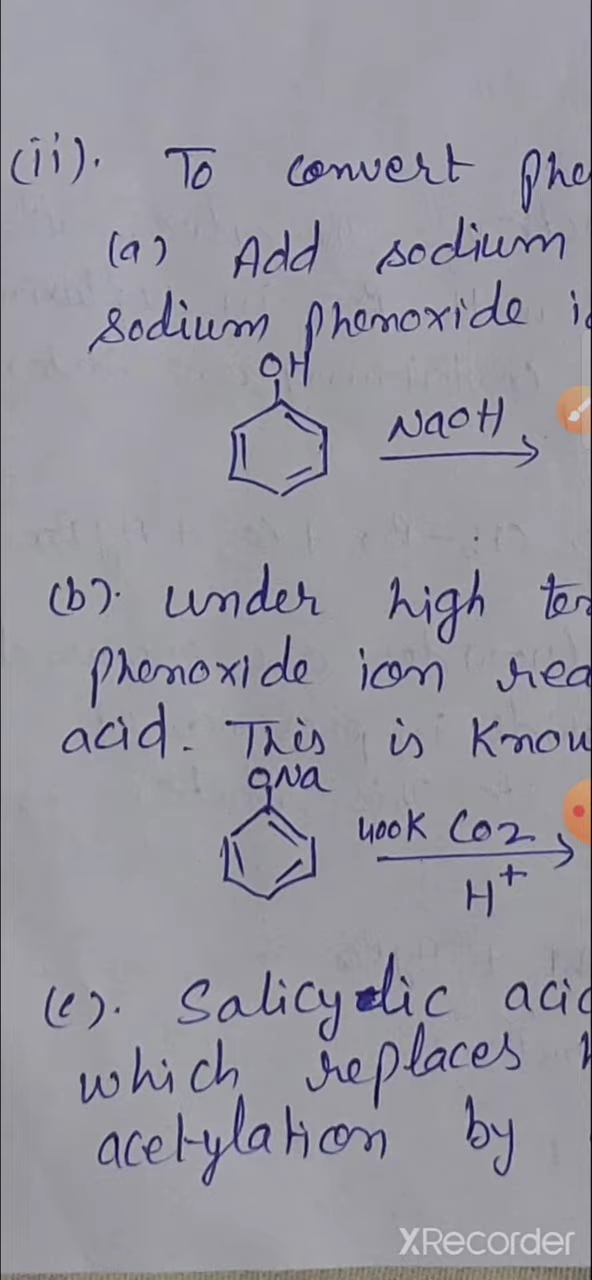 (ii). To convert phe
(a) Add sodium
sodium phenoxide i
OH
NaOH
(b). under high te
phenoxide ion rea
acid. This is know
ONa
400K CO2
H+
(c). Salicylic acid
which replaces
acetylation by
XRecorder